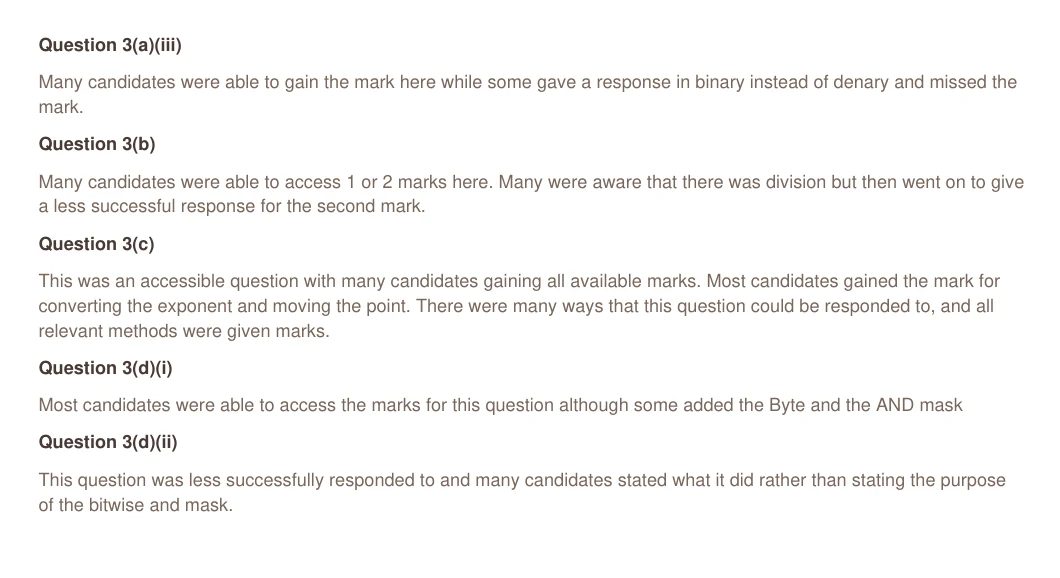 Question 3(a)(iii)
Many candidates were able to gain the mark here while some gave a response in binary instead of denary and missed the
mark.
Question 3(b)
Many candidates were able to access 1 or 2 marks here. Many were aware that there was division but then went on to give
a less successful response for the second mark.
Question 3(c)
This was an accessible question with many candidates gaining all available marks. Most candidates gained the mark for
converting the exponent and moving the point. There were many ways that this question could be responded to, and all
relevant methods were given marks.
Question 3(d)(i)
Most candidates were able to access the marks for this question although some added the Byte and the AND mask
Question 3(d)(ii)
This question was less successfully responded to and many candidates stated what it did rather than stating the purpose
of the bitwise and mask.